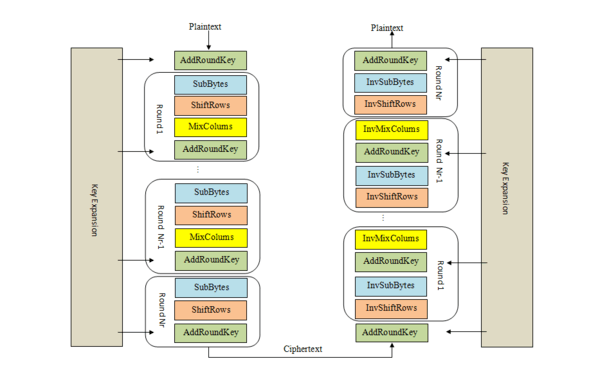 Plaintext
Key Expansion
AddRoundKey
Round 1
SubBytes
ShiftRows
MixColums
AddRoundKey
...
Round Nr-1
SubBytes
ShiftRows
MixColums
AddRoundKey
Round Nr
SubBytes
ShiftRows
AddRoundKey
Ciphertext
Plaintext
AddRoundKey
InvSubBytes
InvShiftRows
Round Nr
InvMixColums
AddRoundKey
InvSubBytes
InvShiftRows
Round Nr-1
...
InvMixColums
AddRoundKey
InvSubBytes
InvShiftRows
Round 1
AddRoundKey
Key Expansion